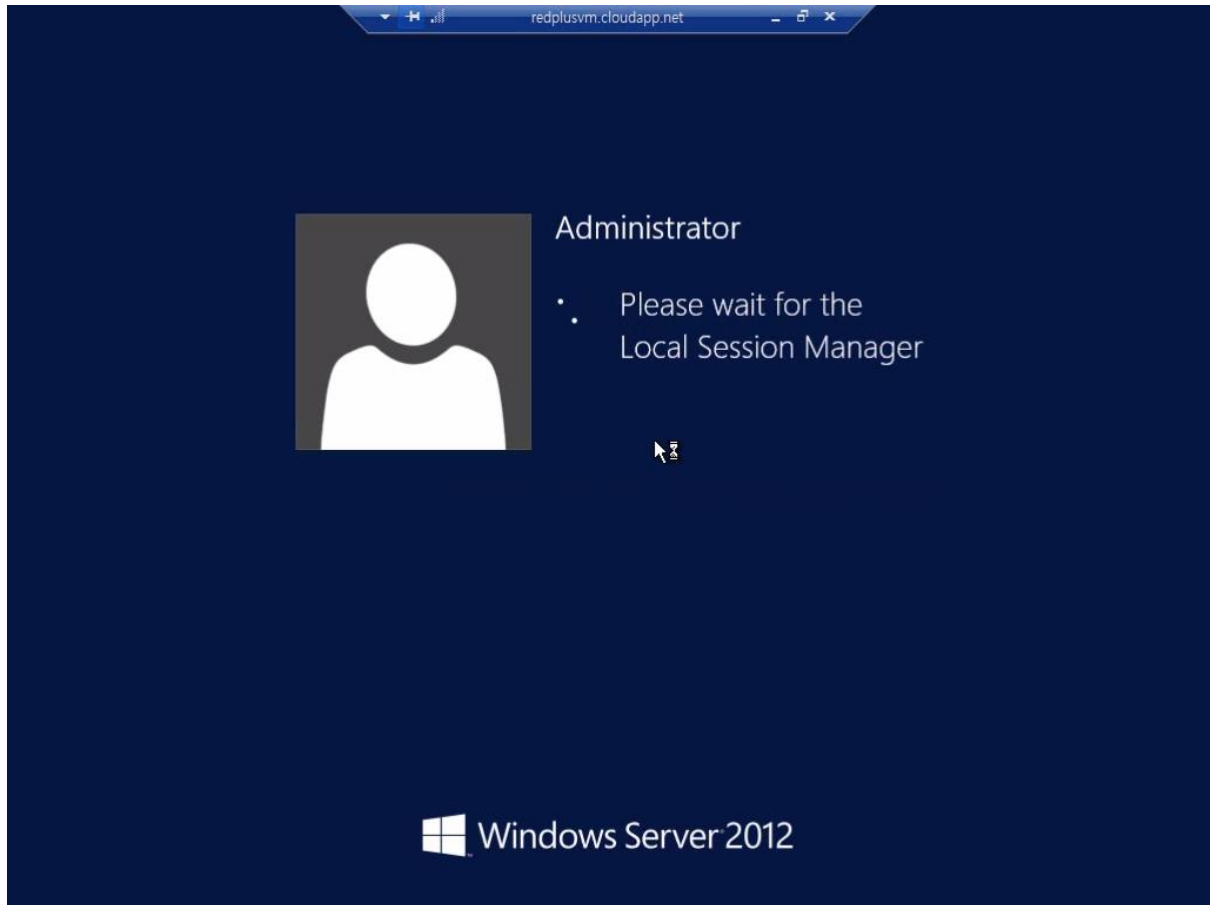 redplusvm.cloudapp.net
Administrator
Please wait for the
Local Session Manager
Windows Server 2012